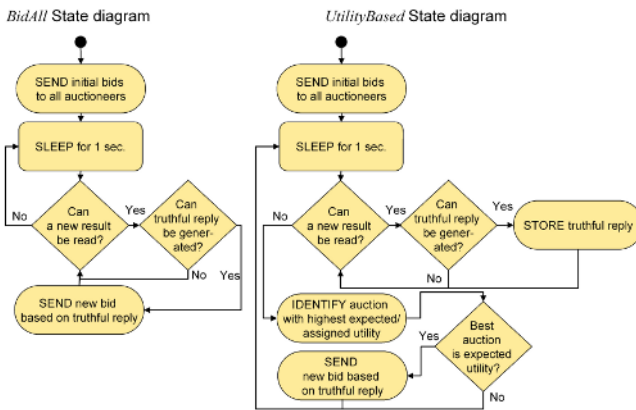 BidAll State diagram
SEND initial bids
to all auctioneers
SLEEP for 1 sec.
Can
a new result
be read?
No
Yes
Can
truthful reply
be gener-
ated?
No
Yes
SEND new bid
based on truthful reply
UtilityBased State diagram
SEND initial bids
to all auctioneers
SLEEP for 1 sec.
No
Can
a new result
be read?
Yes
Can
truthful reply
be gener-
ated?
Yes
STORE truthful reply
No
IDENTIFY auction
with highest expected/
assigned utility
Best
auction
is expected
utility?
Yes
SEND
new bid based
on truthful reply
No